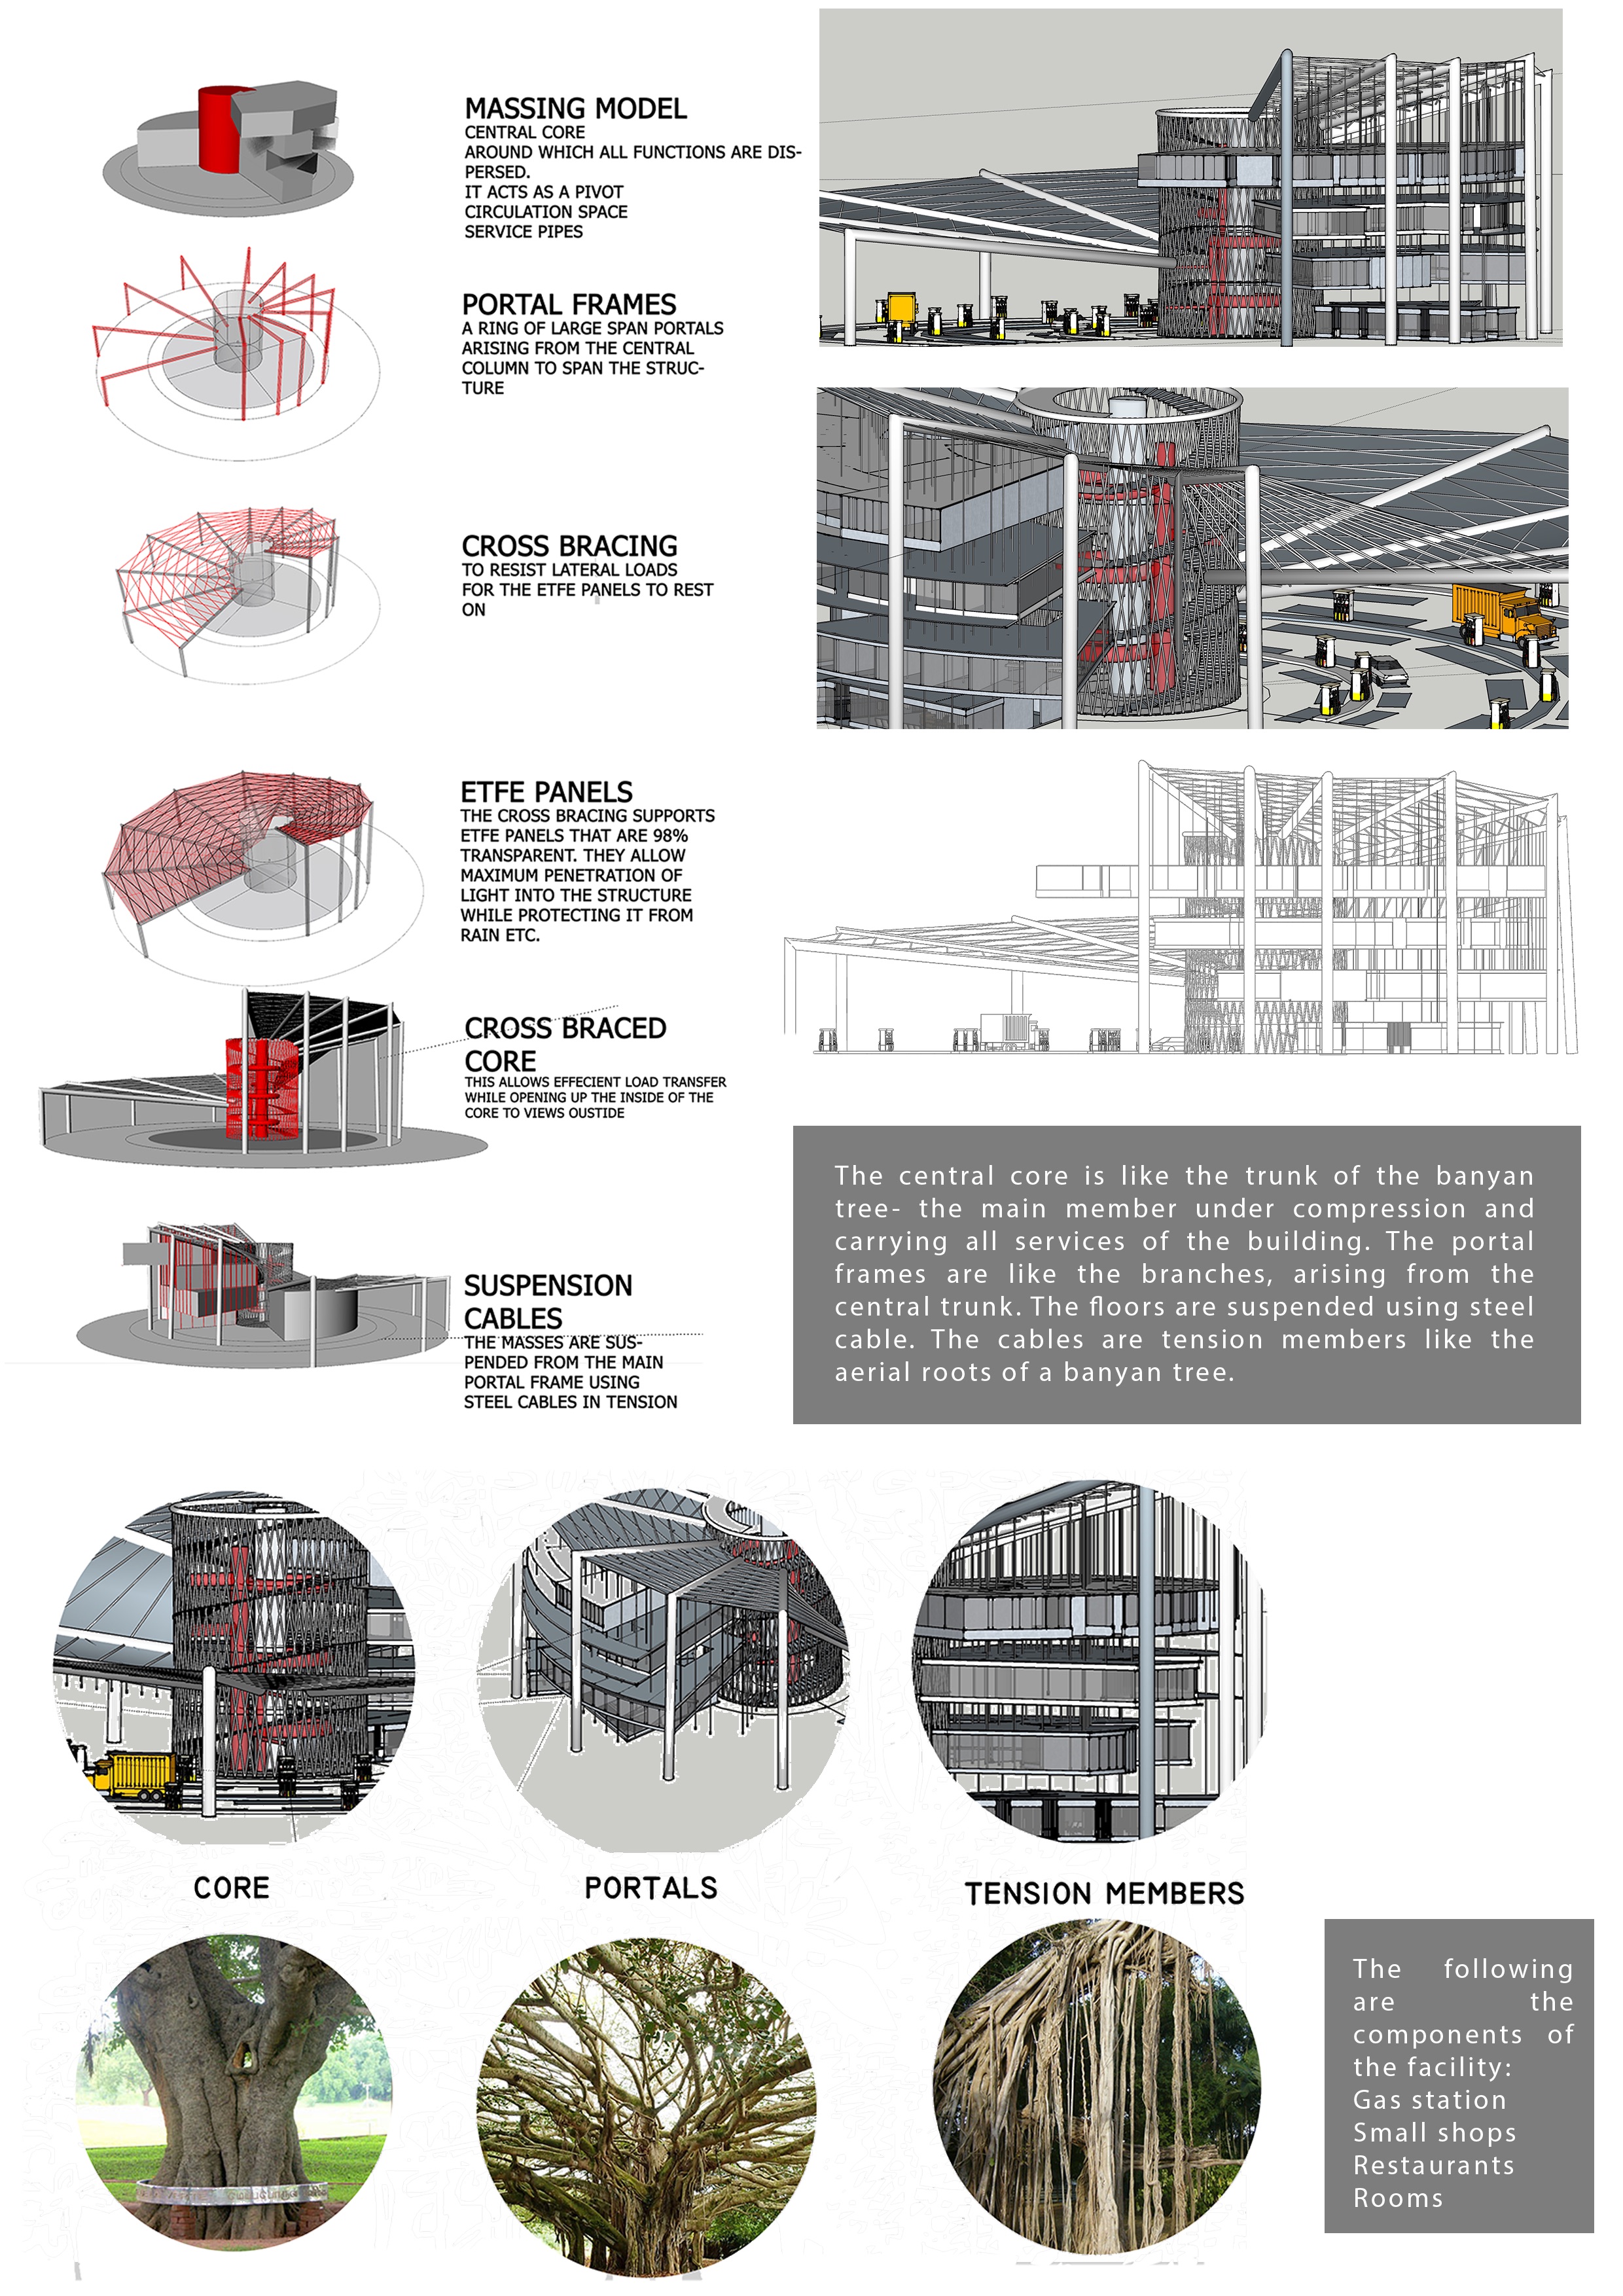 MASSING MODEL
CENTRAL CORE
AROUND WHICH ALL FUNCTIONS ARE DIS-
PERSED.
IT ACTS AS A PIVOT
CIRCULATION SPACE
SERVICE PIPES
PORTAL FRAMES
A RING OF LARGE SPAN PORTALS
ARISING FROM THE CENTRAL
COLUMN TO SPAN THE STRUC-
TURE
CROSS BRACING
TO RESIST LATERAL LOADS
FOR THE ETFE PANELS TO REST
ON
ETFE PANELS
THE CROSS BRACING SUPPORTS
ETFE PANELS THAT ARE 98%
TRANSPARENT. THEY ALLOW
MAXIMUM PENETRATION OF
LIGHT INTO THE STRUCTURE
WHILE PROTECTING IT FROM
RAIN ETC.
CROSS BRACED
CORE
THIS ALLOWS EFFECIENT LOAD TRANSFER
WHILE OPENING UP THE INSIDE OF THE
CORE TO VIEWS OUSTIDE
SUSPENSION
CABLES
THE MASSES ARE SUS-
PENDED FROM THE MAIN
PORTAL FRAME USING
STEEL CABLES IN TENSION
The central core is like the trunk of the banyan
tree- the main member under compression and
carrying all services of the building. The portal
frames are like the branches, arising from the
central trunk. The floors are suspended using steel
cable. The cables are tension members like the
aerial roots of a banyan tree.
CORE
PORTALS
TENSION MEMBERS
The following
are the
components of
the facility:
Gas station
Small shops
Restaurants
Rooms